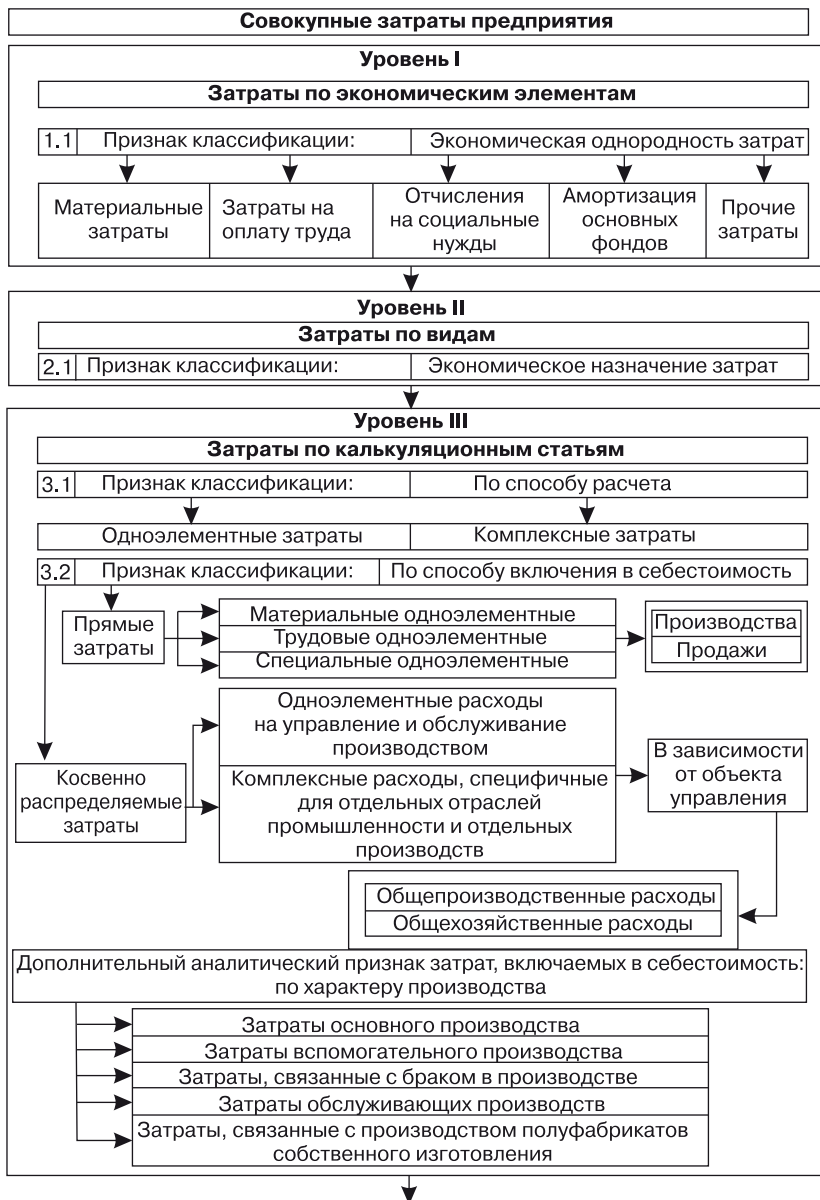 Совокупные затраты предприятия
Уровень I
Затраты по экономическим элементам
1.1 Признак классификации: Экономическая однородность затрат
Материальные
затраты
Затраты на
оплату труда
Отчисления
на социальные
нужды
Амортизация
основных
фондов
Прочие
затраты
Уровень II
Затраты по видам
2.1 Признак классификации: Экономическое назначение затрат
Уровень III
Затраты по калькуляционным статьям
3.1 Признак классификации: По способу расчета
Одноэлементные затраты Комплексные затраты
3.2 Признак классификации: По способу включения в себестоимость
Прямые
затраты
Материальные одноэлементные
Трудовые одноэлементные
Специальные одноэлементные
Производства
Продажи
Косвенно
распределяемые
затраты
Одноэлементные расходы
на управление и обслуживание
производством
Комплексные расходы, специфичные
для отдельных отраслей
промышленности и отдельных
производств
В зависимости
от объекта
управления
Общепроизводственные расходы
Общехозяйственные расходы
Дополнительный аналитический признак затрат, включаемых в себестоимость:
по характеру производства
Затраты основного производства
Затраты вспомогательного производства
Затраты, связанные с браком в производстве
Затраты обслуживающих производств
Затраты, связанные с производством полуфабрикатов
собственного изготовления